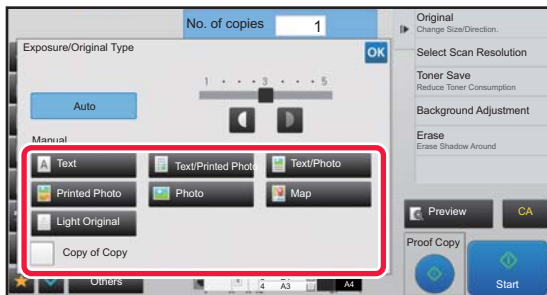 No. of copies 1
Exposure/Original Type
OK
1 • • • 3 • • • 5
Auto
Manual
A Text
Text/Printed Photo
Text/Photo
Printed Photo
Photo
Map
Light Original
Copy of Copy
Others
4 A3
A4
Original
Change Size/Direction.
Select Scan Resolution
Toner Save
Reduce Toner Consumption
Background Adjustment
Erase
Erase Shadow Around
Preview
CA
Proof Copy
Start